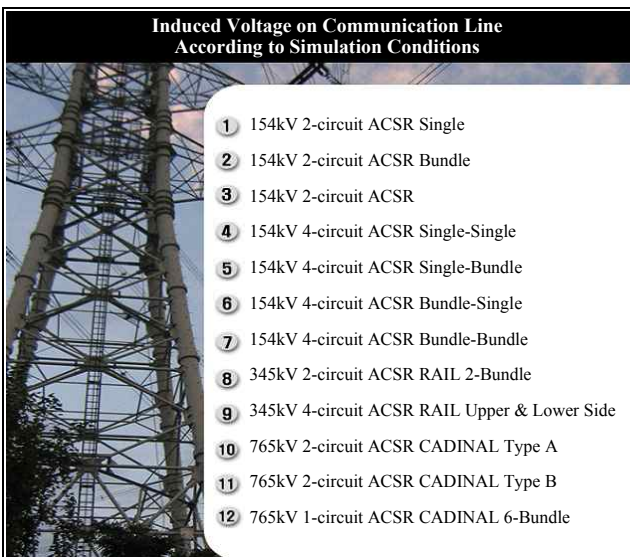 Induced Voltage on Communication Line
According to Simulation Conditions
1 154kV 2-circuit ACSR Single
2 154kV 2-circuit ACSR Bundle
3 154kV 2-circuit ACSR
4 154kV 4-circuit ACSR Single-Single
5 154kV 4-circuit ACSR Single-Bundle
6 154kV 4-circuit ACSR Bundle-Single
7 154kV 4-circuit ACSR Bundle-Bundle
8 345kV 2-circuit ACSR RAIL 2-Bundle
9 345kV 4-circuit ACSR RAIL Upper & Lower Side
10 765kV 2-circuit ACSR CADINAL Type A
11 765kV 2-circuit ACSR CADINAL Type B
12 765kV 1-circuit ACSR CADINAL 6-Bundle